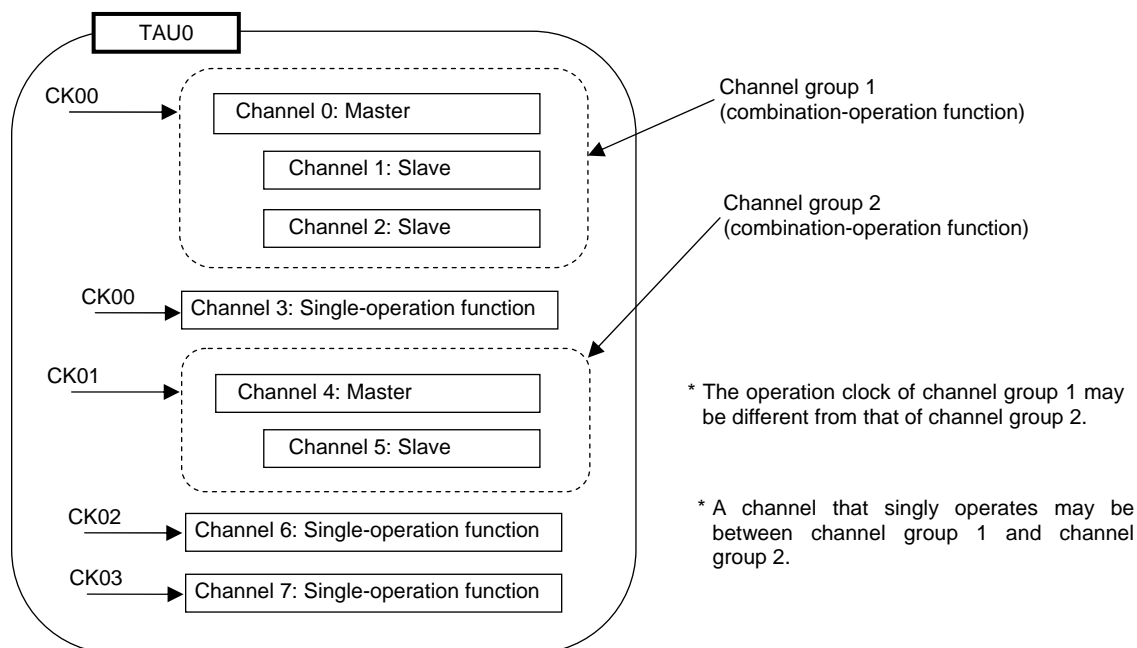 TAU0
CK00
Channel 0: Master
Channel 1: Slave
Channel 2: Slave
Channel group 1
(combination-operation function)
Channel group 2
(combination-operation function)
CK00
Channel 3: Single-operation function
CK01
Channel 4: Master
Channel 5: Slave
* The operation clock of channel group 1 may
be different from that of channel group 2.
CK02
Channel 6: Single-operation function
CK03
Channel 7: Single-operation function
* A channel that singly operates may be
between channel group 1 and channel
group 2.